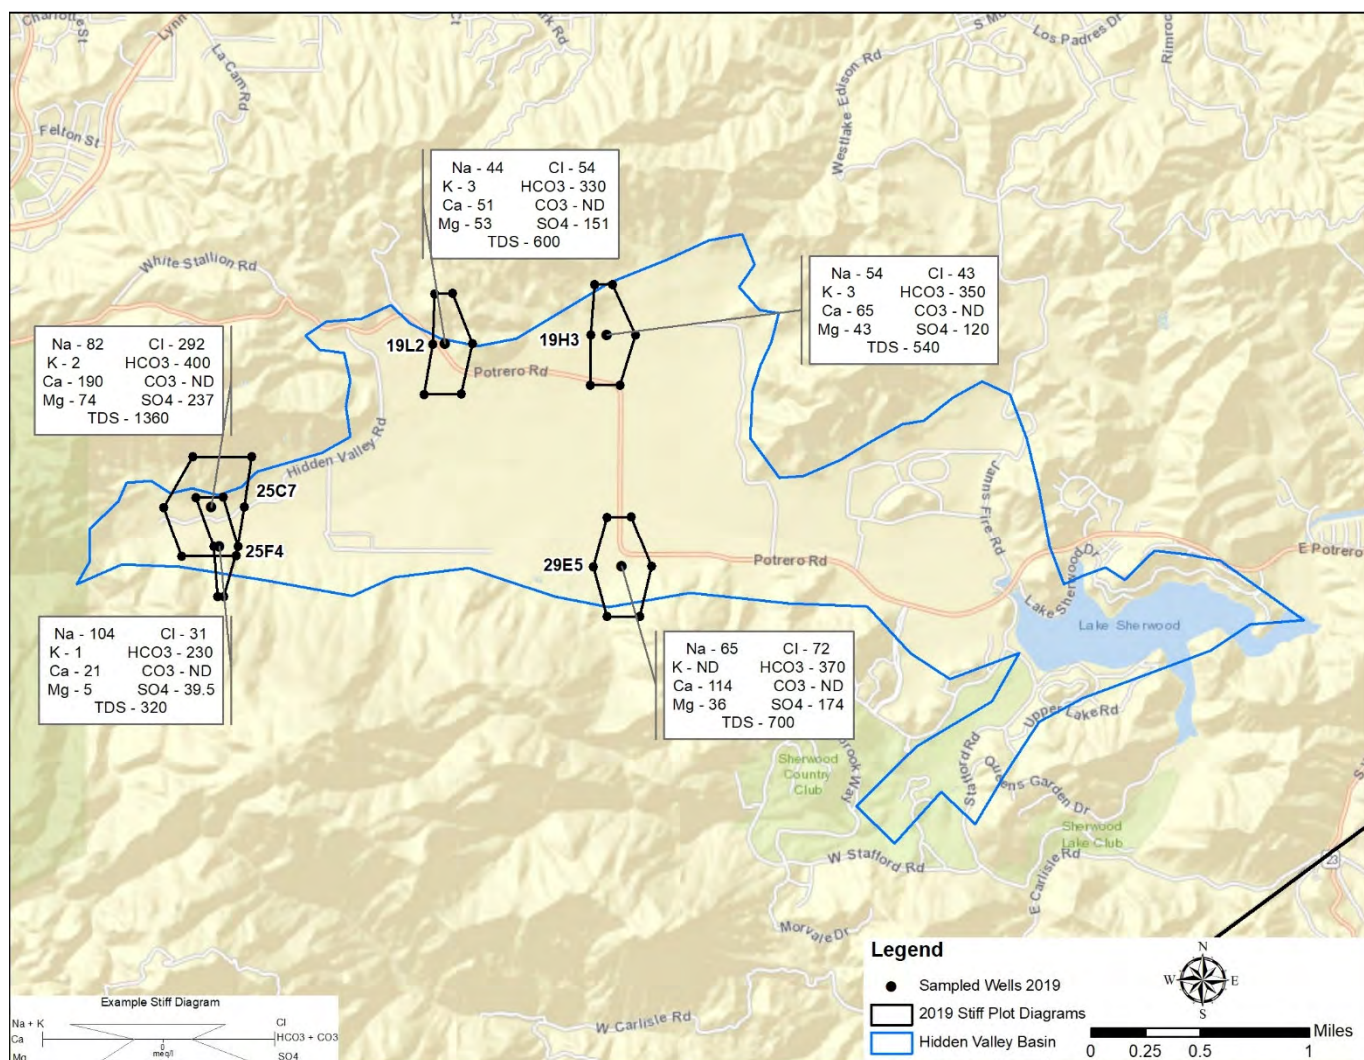 Charlotte St
Lynn
La Cam Rd
Felton St
Ct
Park Rd
Westlake Edison Rd
S Mo
Los Padres Dr
Rimroc
Na - 44 Cl - 54
K - 3 HCO3 - 330
Ca - 51 CO3 - ND
Mg - 53 SO4 - 151
TDS - 600
White Stallion Rd
Na - 54 Cl - 43
K - 3 HCO3 - 350
Ca - 65 CO3 - ND
Mg - 43 SO4 - 120
TDS - 540
19L2
19H3
Potrero Rd
Na - 82 Cl - 292
K - 2 HCO3 - 400
Ca - 190 CO3 - ND
Mg - 74 SO4 - 237
TDS - 1360
Hidden Valley Rd
25C7
25F4
29E5
Potrero Rd
Janns Fire Rd
E Potrero
Lake Sherwood Dr
Lake Sherwood
Na - 104 Cl - 31
K - 1 HCO3 - 230
Ca - 21 CO3 - ND
Mg - 5 SO4 - 39.5
TDS - 320
Na - 65 Cl - 72
K - ND HCO3 - 370
Ca - 114 CO3 - ND
Mg - 36 SO4 - 174
TDS - 700
Upper Lake Rd
Stafford Rd
Queens Garden Dr
Sherwood
Country
Club
brook Way
Sherwood
Lake Club
W Stafford Rd
E Carlisle Rd
23
Morvale Dr
W Carlisle Rd
Legend
Sampled Wells 2019
2019 Stiff Plot Diagrams
Hidden Valley Basin
N
W E
S
Miles
0 0.25 0.5 1
Example Stiff Diagram
Na + K Cl
Ca HCO3 + CO3
0
meq/l
Mg SO4